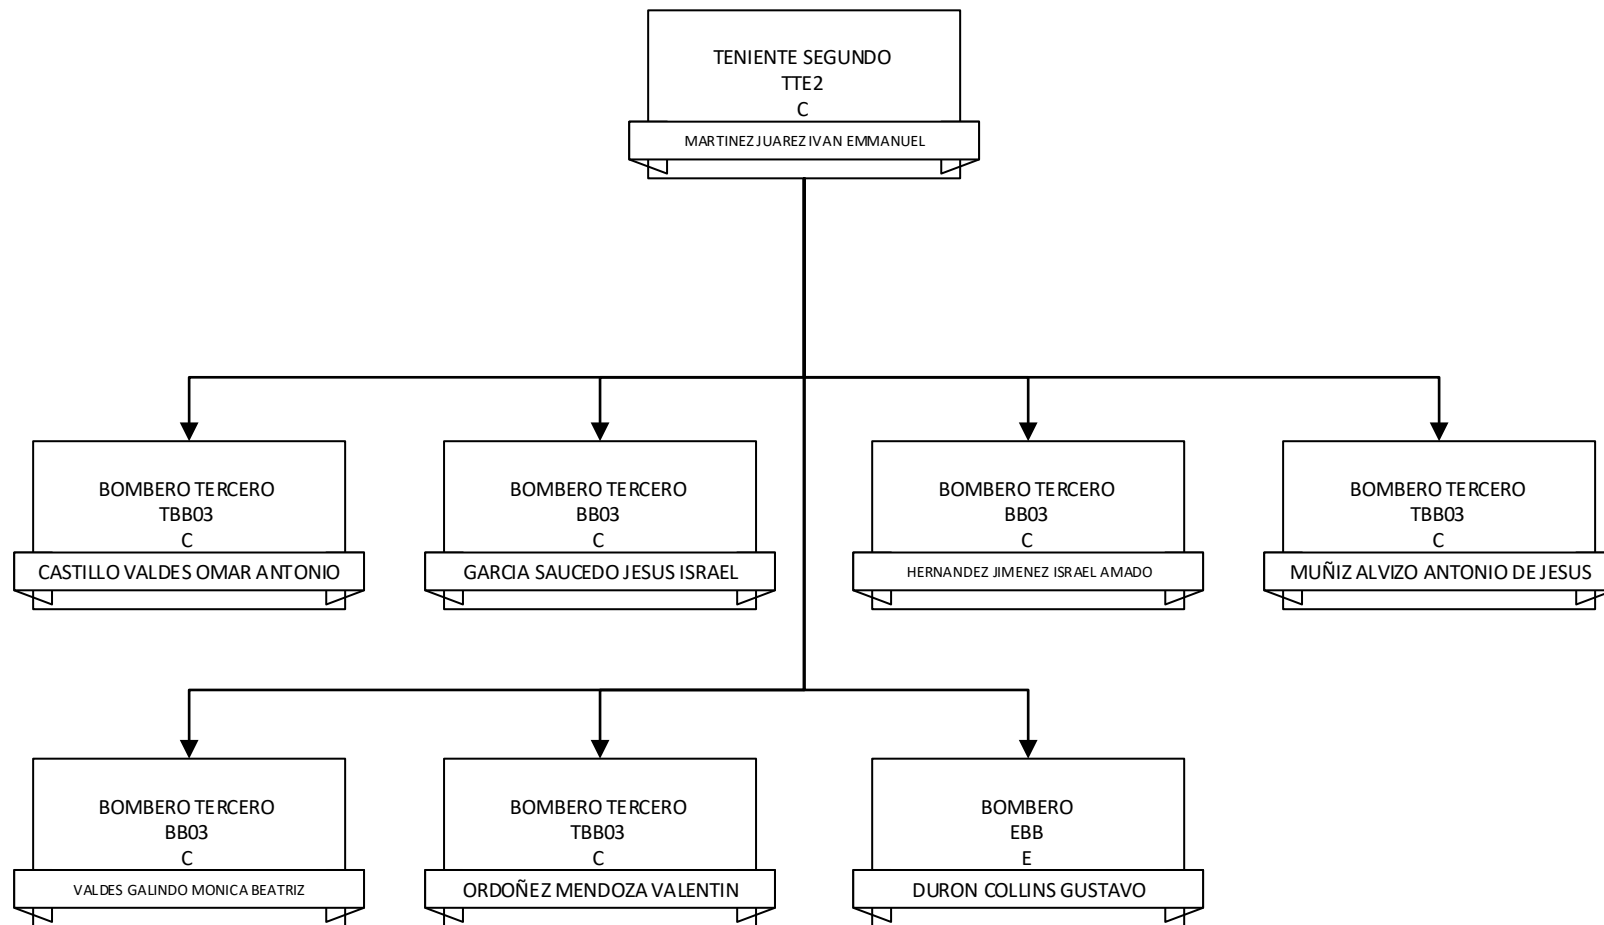 TENIENTE SEGUNDO
TTE2
C
MARTINEZ JUAREZ IVAN EMMANUEL
BOMBERO TERCERO
TBB03
C
CASTILLO VALDES OMAR ANTONIO
BOMBERO TERCERO
BB03
C
GARCIA SAUCEDO JESUS ISRAEL
BOMBERO TERCERO
BB03
C
HERNANDEZ JIMENEZ ISRAEL AMADO
BOMBERO TERCERO
TBB03
C
MUÑIZ ALVIZO ANTONIO DE JESUS
BOMBERO TERCERO
BB03
C
VALDES GALINDO MONICA BEATRIZ
BOMBERO TERCERO
TBB03
C
ORDOÑEZ MENDOZA VALENTIN
BOMBERO
EBB
E
DURON COLLINS GUSTAVO